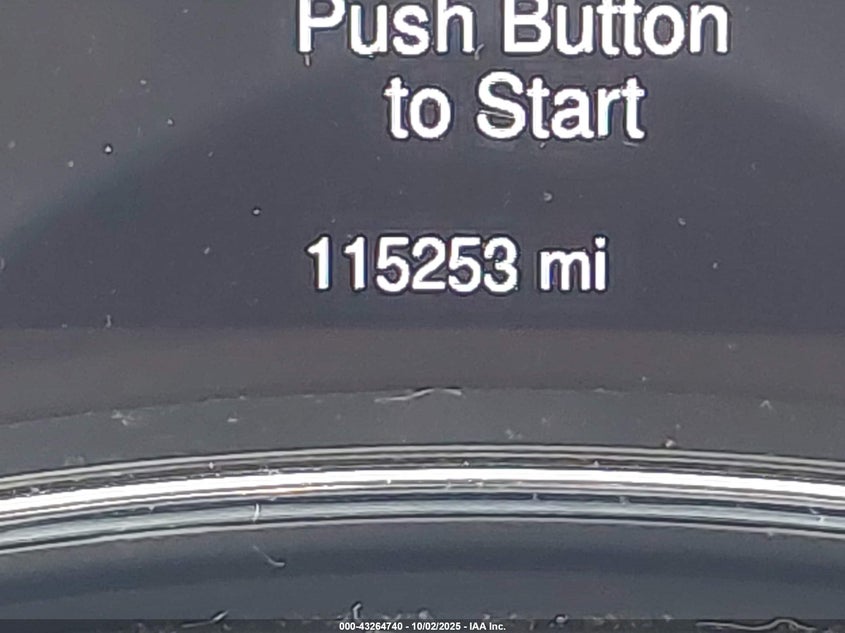 Push Button
to Start
115253 mi
000-43264740 - 10/02/2025 - IAA Inc.